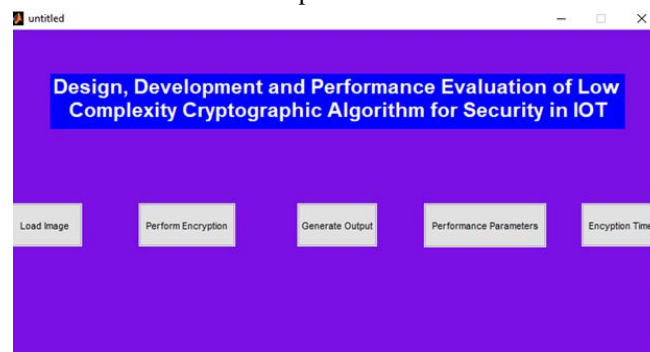 untitled
Design, Development and Performance Evaluation of Low
Complexity Cryptographic Algorithm for Security in IOT
Load Image
Perform Encryption
Generate Output
Performance Parameters
Encyption Time